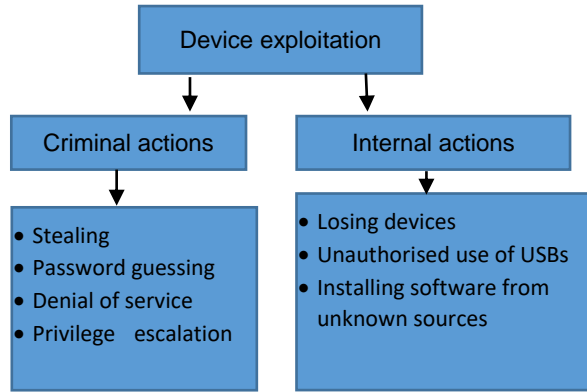 Device exploitation
Criminal actions
Internal actions
• Stealing
• Password guessing
• Denial of service
• Privilege escalation
• Losing devices
• Unauthorised use of USBs
• Installing software from
unknown sources